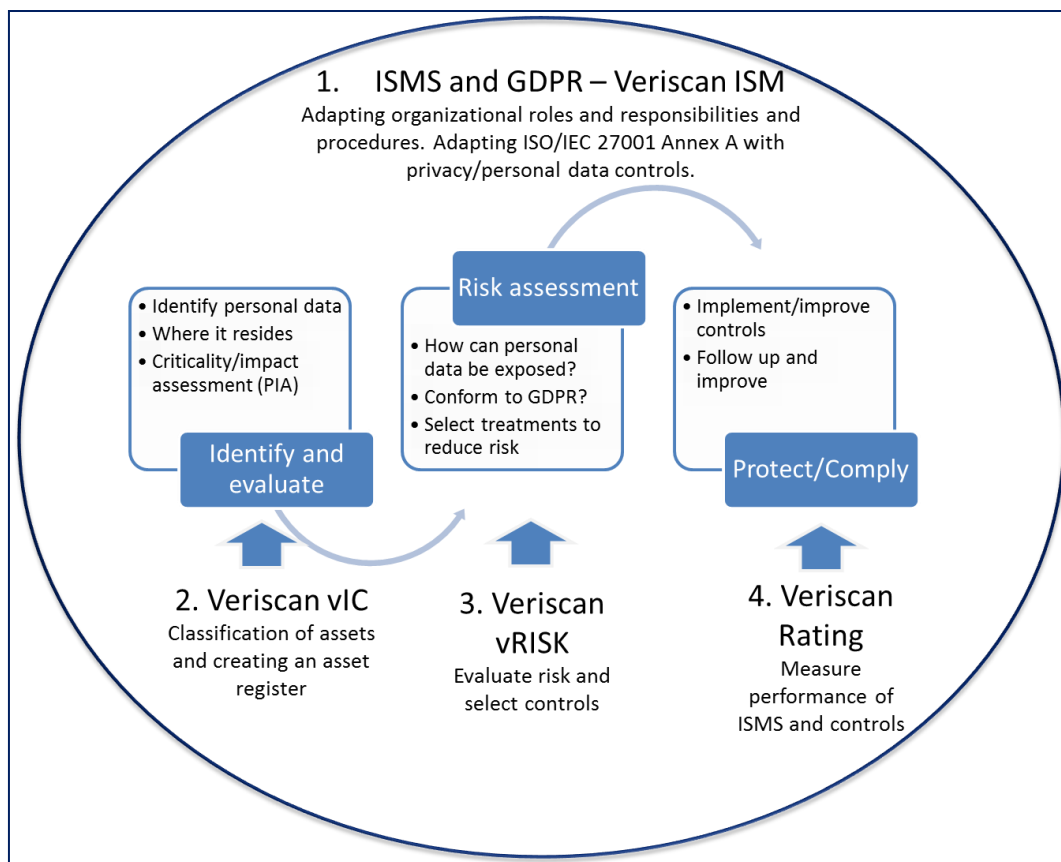 1. ISMS and GDPR – Veriscan ISM
Adapting organizational roles and responsibilities and
procedures. Adapting ISO/IEC 27001 Annex A with
privacy/personal data controls.
• Identify personal data
• Where it resides
• Criticality/impact
assessment (PIA)
Identify and
evaluate
Risk assessment
• How can personal
data be exposed?
• Conform to GDPR?
• Select treatments to
reduce risk
• Implement/improve
controls
• Follow up and
improve
Protect/Comply
2. Veriscan vIC
Classification of assets
and creating an asset
register
3. Veriscan
vRISK
Evaluate risk and
select controls
4. Veriscan
Rating
Measure
performance of
ISMS and controls